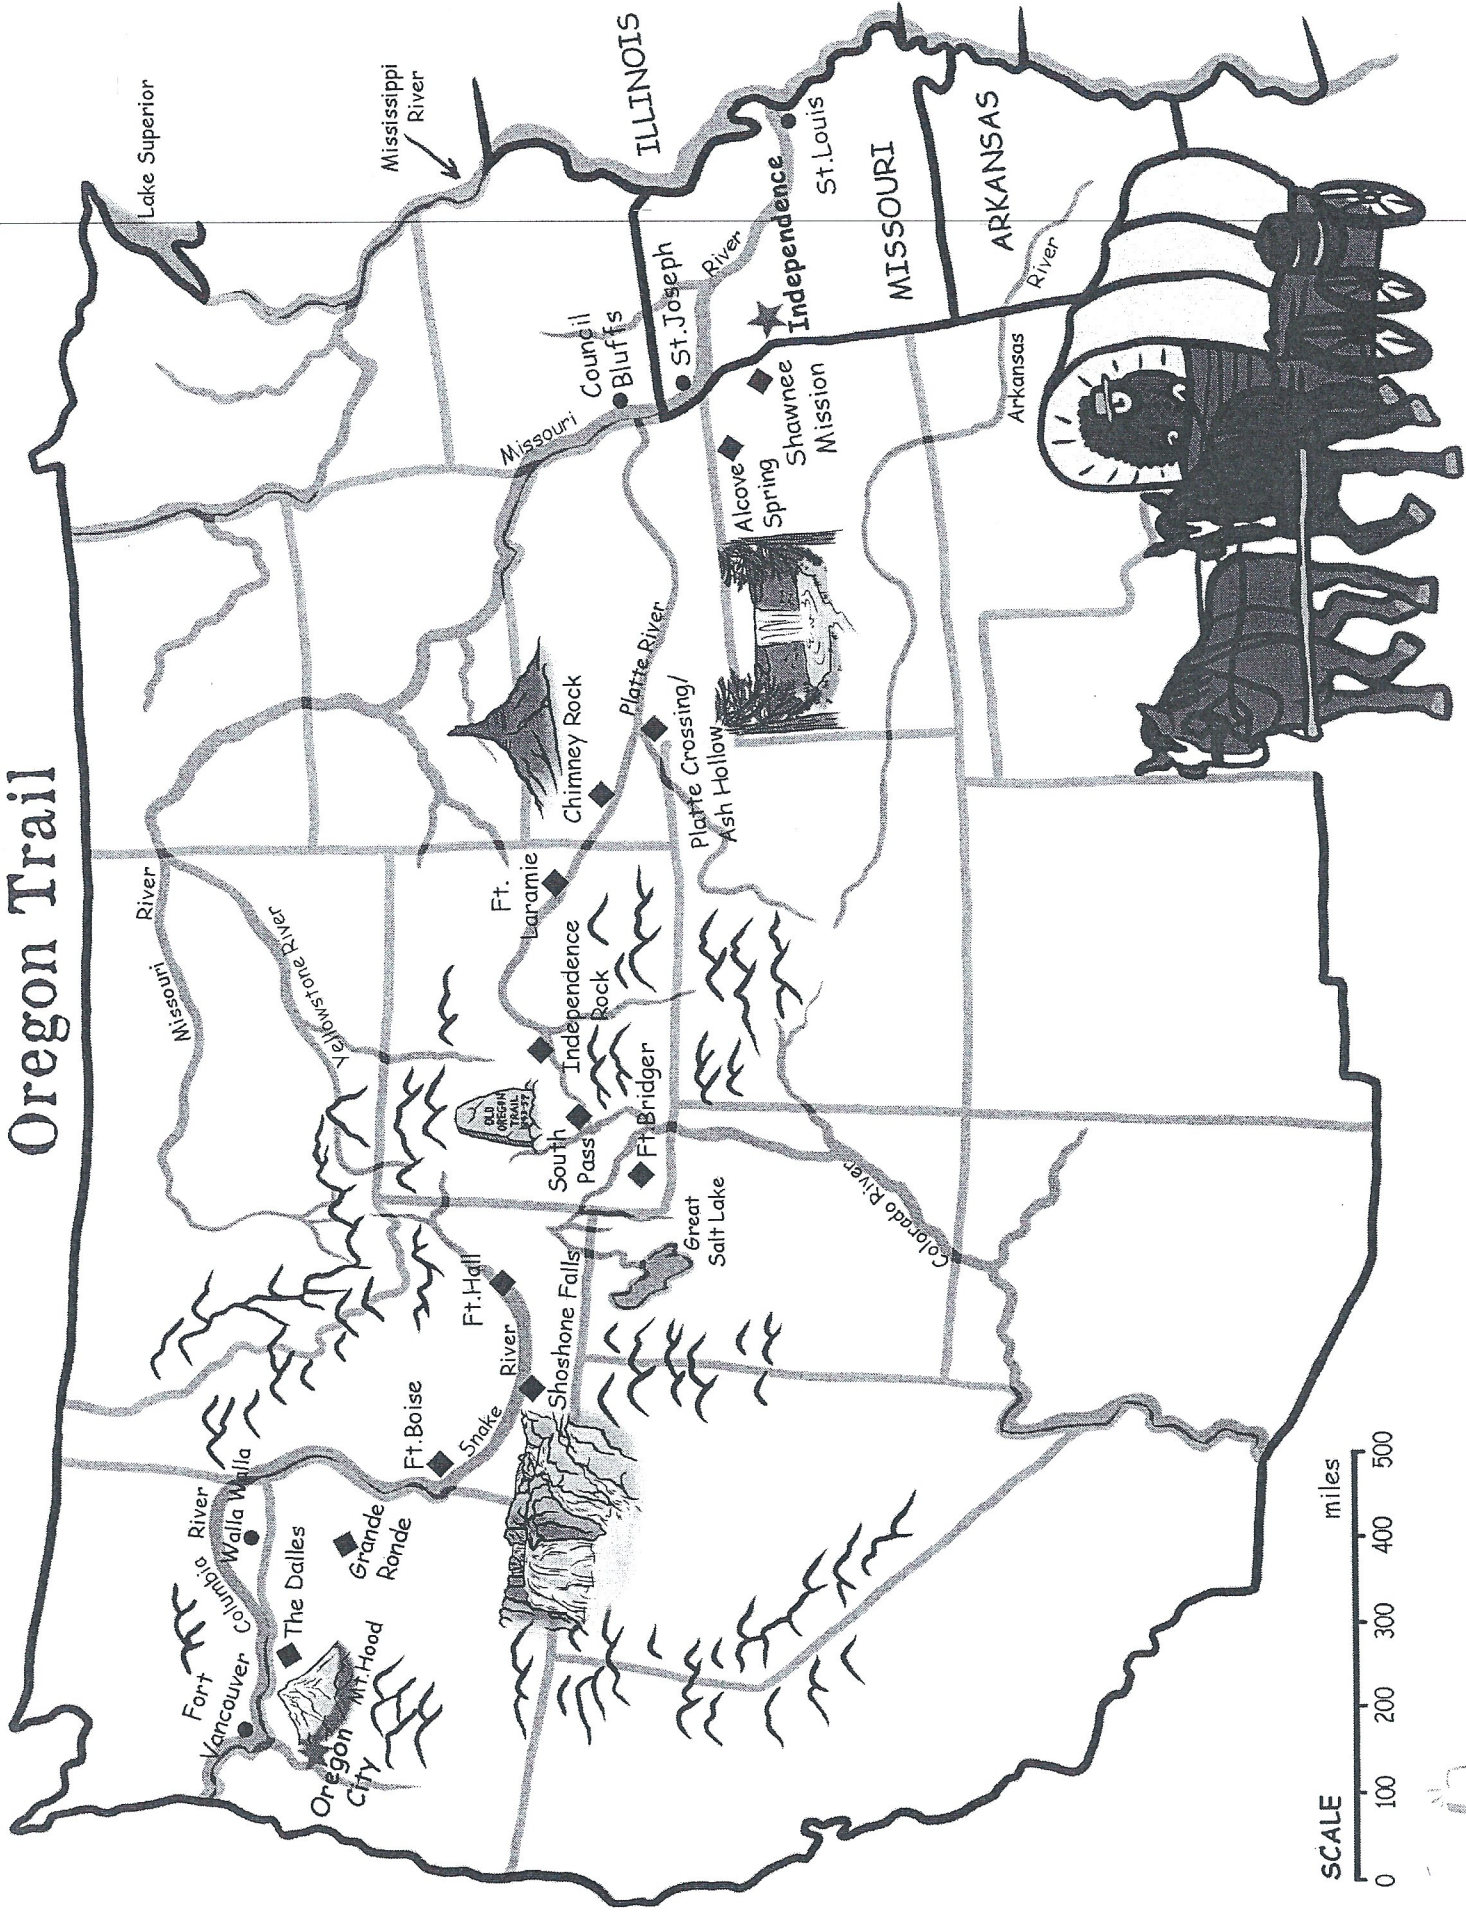 Oregon Trail
Lake Superior
Mississippi
River
Fort
Vancouver
Columbia River
Walla Walla
The Dalles
Mt.Hood
Oregon
City
Grande
Ronde
Ft.Boise
Snake
River
Ft.Hall
Shoshone Falls
Missouri
River
Yellowstone River
Yellowstone
OLD
OREGON
TRAIL
South
Pass
Independence
Rock
Ft.Bridger
Great
Salt Lake
Ft.
Laramie
Chimney Rock
Platte River
Platte Crossing/
Ash Hollow
Missouri
Council
Bluffs
St.Joseph
River
Alcove
Spring
Shawnee
Mission
Independence
St.Louis
ILLINOIS
MISSOURI
ARKANSAS
Arkansas
River
Colorado River
SCALE
miles
0 100 200 300 400 500